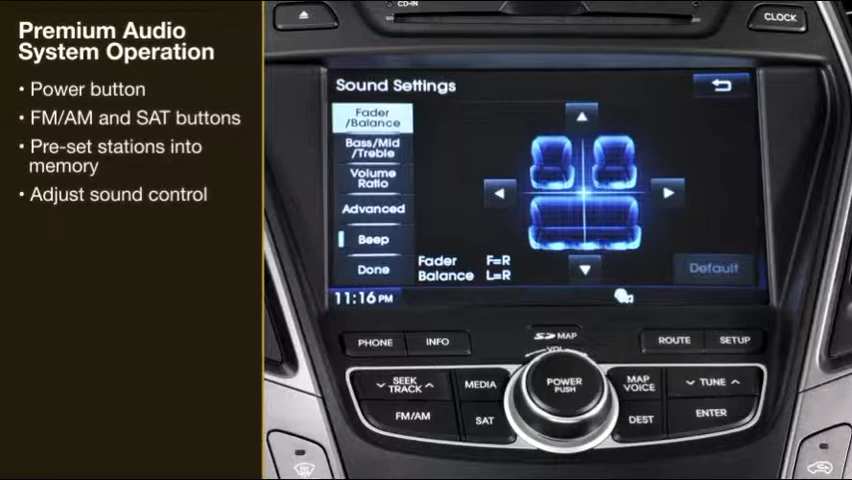 Premium Audio
System Operation
• Power button
• FM/AM and SAT buttons
• Pre-set stations into
memory
• Adjust sound control
CD-IN
CLOCK
Sound Settings
Fader
/Balance
Bass/Mid
/Treble
Volume
Ratio
Advanced
Beep
Done
Fader F=R
Balance L=R
Default
11:16 PM
PHONE
INFO
SD MAP
VOL
ROUTE
SETUP
SEEK
TRACK
MEDIA
POWER
PUSH
MAP
VOICE
TUNE
FM/AM
SAT
DEST
ENTER